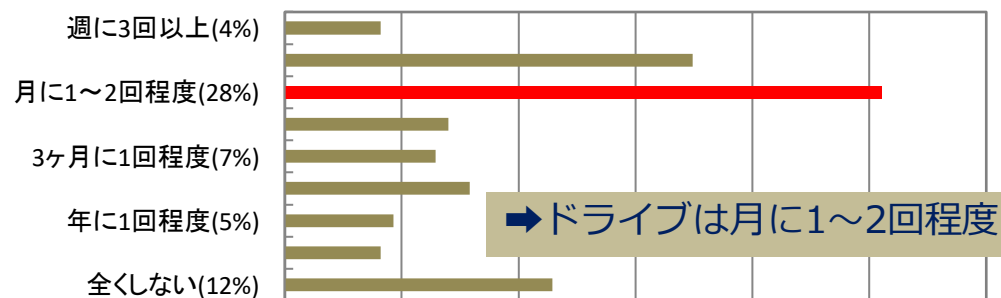 週に3回以上(4%)
月に1～2回程度(28%)
3ヶ月に1回程度(7%)
➡ドライブは月に1～2回程度
年に1回程度(5%)
全くしない(12%)